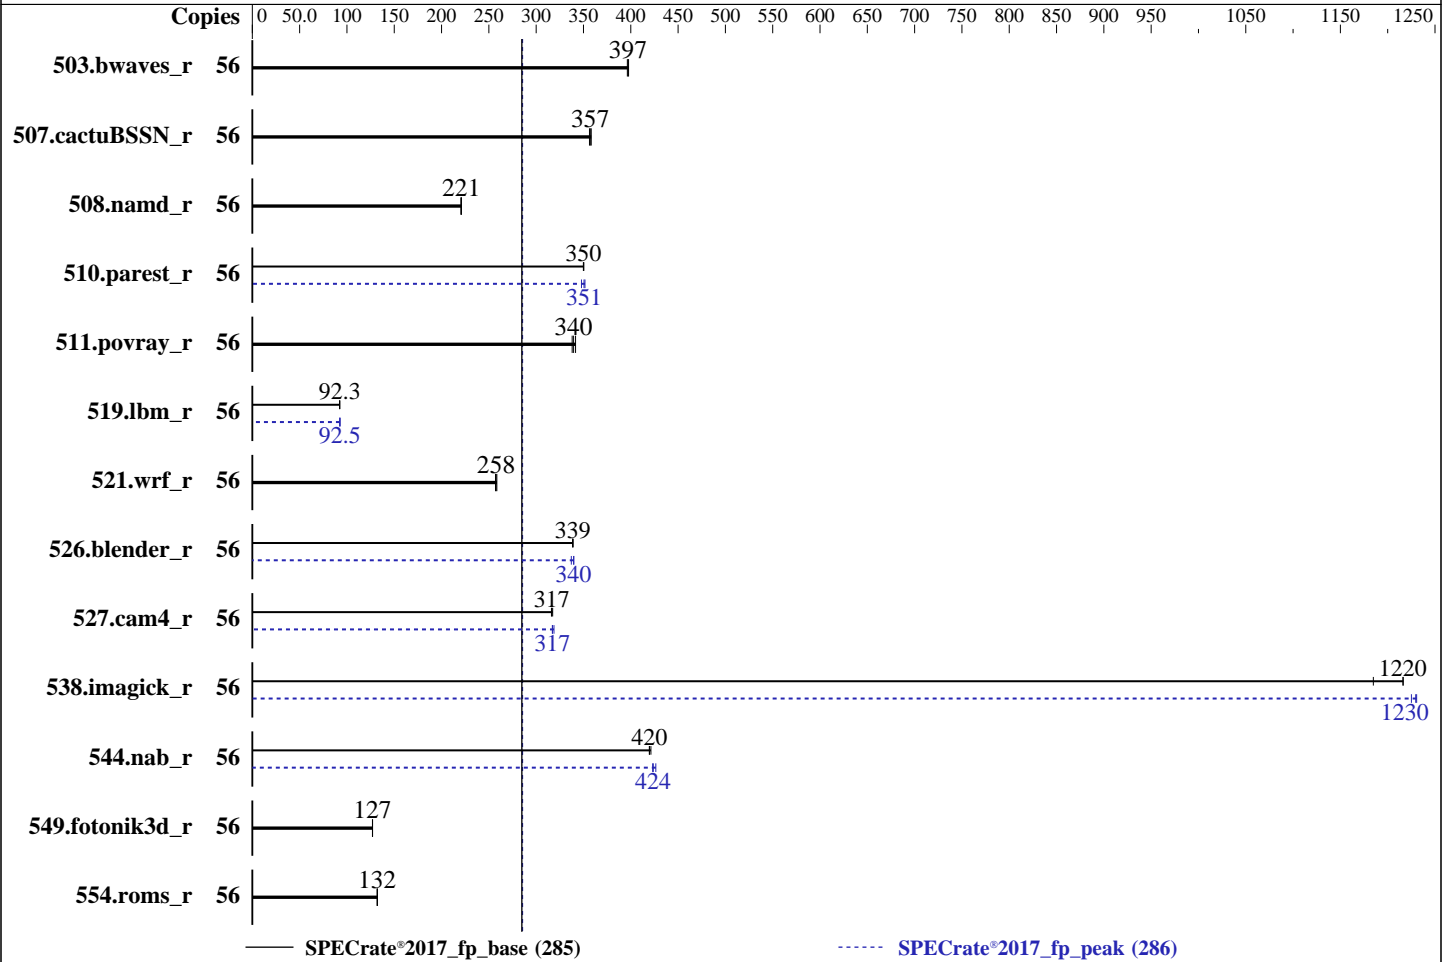 Copies 0 50.0 100 150 200 250 300 350 400 450 500 550 600 650 700 750 800 850 900 950 1050 1150 1250
397
503.bwaves_r 56
357
507.cactuBSSN_r 56
221
508.namd_r 56
350
510.parest_r 56
351
340
511.povray_r 56
92.3
519.lbm_r 56
92.5
258
521.wrf_r 56
339
526.blender_r 56
340
317
527.cam4_r 56
317
1220
538.imagick_r 56
1230
420
544.nab_r 56
424
127
549.fotonik3d_r 56
132
554.roms_r 56
SPECrate®2017_fp_base (285) SPECrate®2017_fp_peak (286)